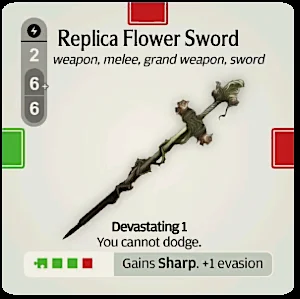 Replica Flower Sword
weapon, melee, grand weapon, sword
2
6+
6
Devastating 1
You cannot dodge.
Gains Sharp. +1 evasion